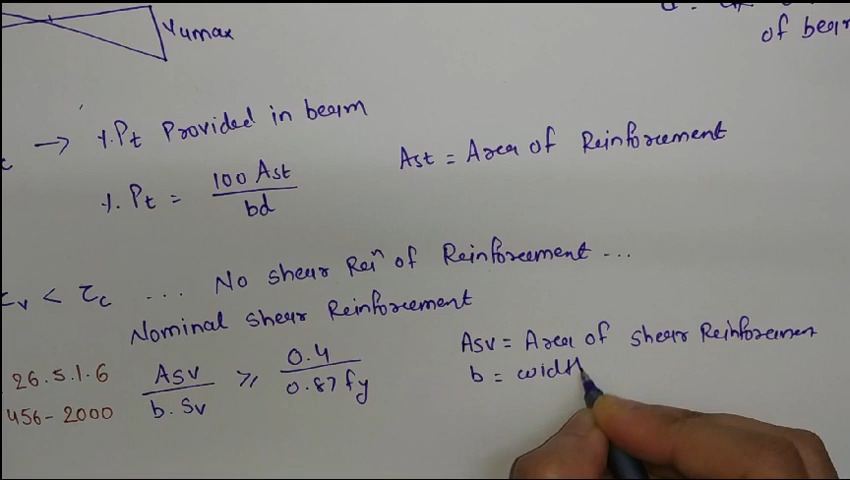 Vumax
of beam
→ %.Pt Provided in beam
Ast = Area of Reinforcement
%. Pt = 100 Ast / bd
τv < τc ... No shear Reiⁿ of Reinforcement ...
Nominal shear Reinforcement
26.5.1.6
456-2000
Asv / b. Sv ≥ 0.4 / 0.87 fy
Asv = Area of shear Reinforcemen
b = width